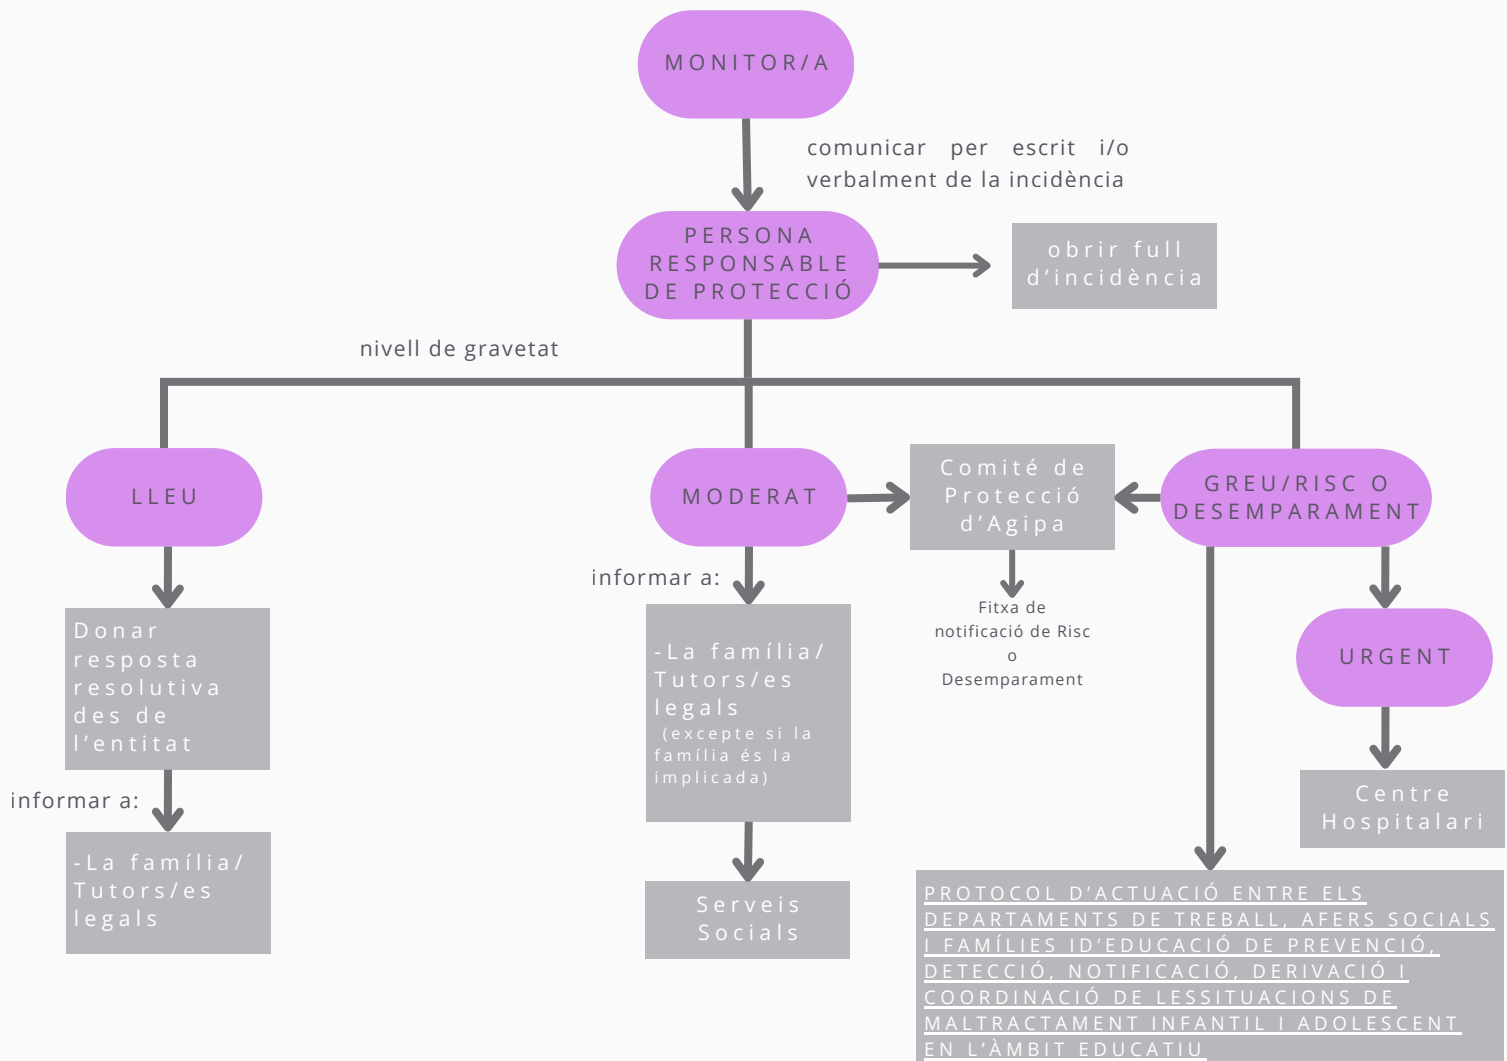 MONITOR/A
comunicar per escrit i/o
verbalment de la incidència
PERSONA
RESPONSABLE
DE PROTECCIÓ
obrir full
d'incidència
nivell de gravetat
LLEU
MODERAT
Comité de
Protecció
d'Agipa
GREU/RISC O
DESEMPARAMENT
informar a:
Fitxa de
notificació de Risc
o
Desemparament
Donar
resposta
resolutiva
des de
l'entitat
-La família/
Tutors/es
legals
(excepte si la
família és la
implicada)
URGENT
informar a:
-La família/
Tutors/es
legals
Serveis
Socials
Centre
Hospitalari
PROTOCOL D'ACTUACIÓ ENTRE ELS
DEPARTAMENTS DE TREBALL, AFERS SOCIALS
I FAMÍLIES ID'EDUCACIÓ DE PREVENCIÓ,
DETECCIÓ, NOTIFICACIÓ, DERIVACIÓ I
COORDINACIÓ DE LESSITUACIONS DE
MALTRACTAMENT INFANTIL I ADOLESCENT
EN L'ÀMBIT EDUCATIU